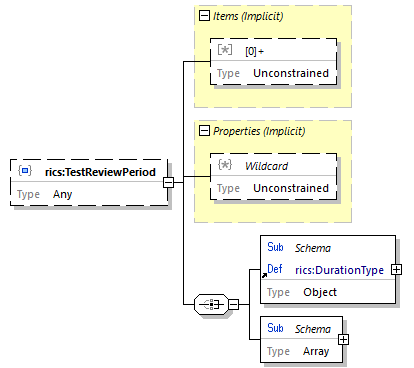 Items (Implicit)
[0]+
Type Unconstrained
Properties (Implicit)
Wildcard
Type Unconstrained
rics:TestReviewPeriod
Type Any
Sub Schema
Def rics:DurationType
Type Object
Sub Schema
Type Array